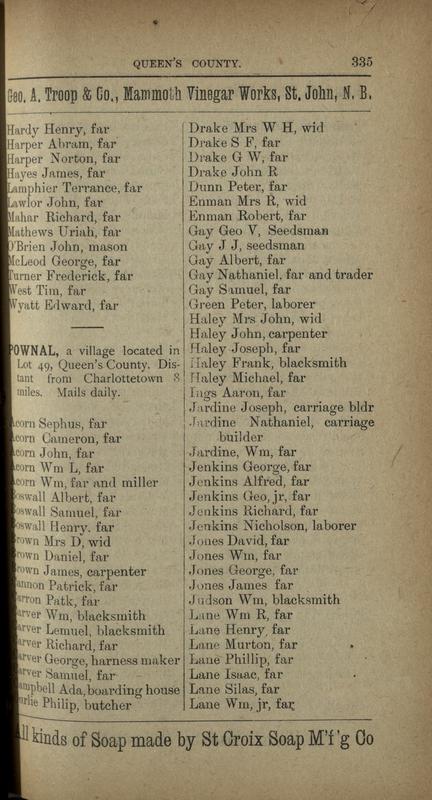 QUEEN'S COUNTY. 335
Geo. A. Troop & Co., Mammoth Vinegar Works, St. John, N. B.
Hardy Henry, far
Harper Abram, far
Harper Norton, far
Hayes James, far
Lamphier Terrance, far
Lawlor John, far
Mahar Richard, far
Mathews Uriah, far
O'Brien John, mason
McLeod George, far
Turner Frederick, far
West Tim, far
Wyatt Edward, far
POWNAL, a village located in
Lot 49, Queen's County. Dis-
tant from Charlottetown 8
miles. Mails daily.
Acorn Sephus, far
Acorn Cameron, far
Acorn John, far
Acorn Wm L, far
Acorn Wm, far and miller
Boswall Albert, far
Boswall Samuel, far
Boswall Henry. far
Brown Mrs D, wid
Brown Daniel, far
Brown James, carpenter
Cannon Patrick, far
Carron Patk, far
Carver Wm, blacksmith
Carver Lemuel, blacksmith
Carver Richard, far
Carver George, harness maker
Carver Samuel, far
Campbell Ada, boarding house
Philip, butcher
Drake Mrs W H, wid
Drake S F, far
Drake G W, far
Drake John R
Dunn Peter, far
Enman Mrs R, wid
Enman Robert, far
Gay Geo V, Seedsman
Gay J J, seedsman
Gay Albert, far
Gay Nathaniel. far and trader
Gay Samuel, far
Green Peter, laborer
Haley Mrs John, wid
Haley John, carpenter
Haley Joseph, far
Haley Frank, blacksmith
Haley Michael, far
Ings Aaron, far
Jardine Joseph, carriage bldr
Jardine Nathaniel, carriage
builder
Jardine, Wm, far
Jenkins George, far
Jenkins Alfred, far
Jenkins Geo, jr, far
Jenkins Richard, far
Jenkins Nicholson, laborer
Jones David, far
Jones Wm, far
Jones George, far
Jones James far
Judson Wm, blacksmith
Lane Wm R, far
Lane Henry far
Lane Murton, far
Lane Phillip, far
Lane Isaac, far
Lane Silas, far
Lane Wm, jr, far
All kinds of Soap made by St Croix Soap M'f'g Co